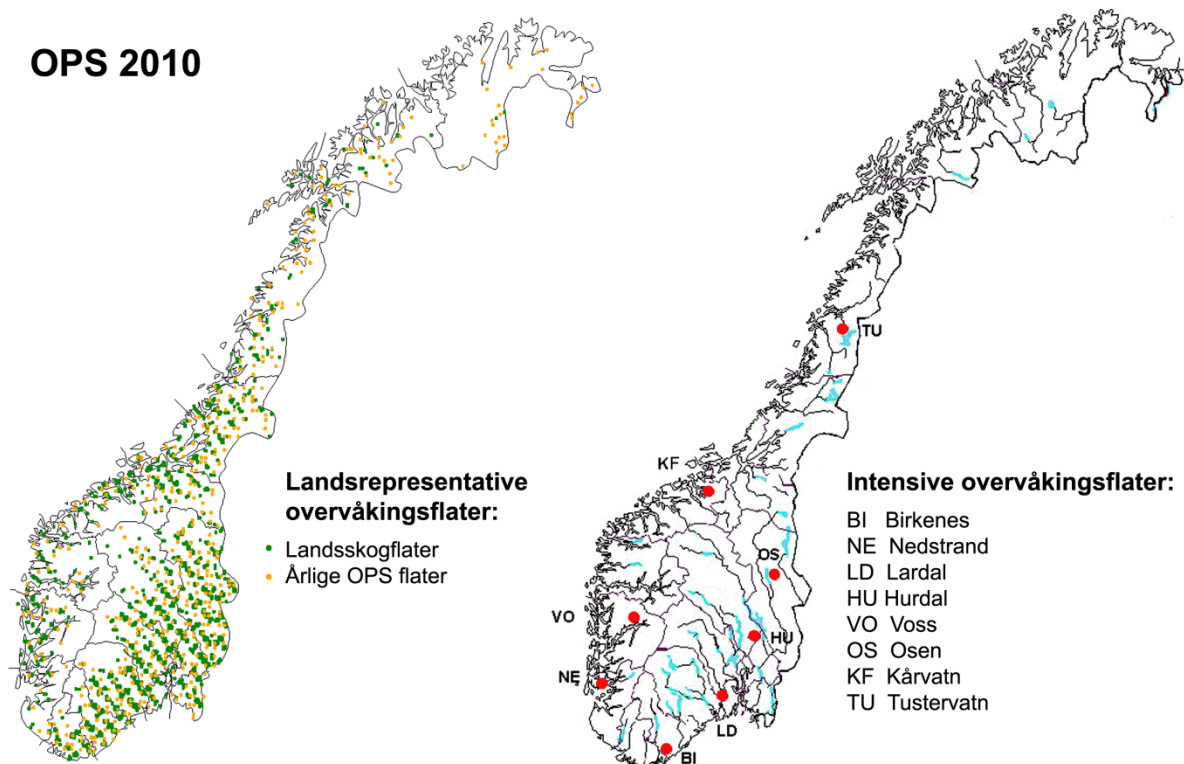 OPS 2010
Landsrepresentative
overvåkingsflater:
Landsskogflater
Årlige OPS flater
TU
KF
OS
VO
HU
NE
LD
BI
Intensive overvåkingsflater:
BI Birkenes
NE Nedstrand
LD Lardal
HU Hurdal
VO Voss
OS Osen
KF Kårvatn
TU Tustervatn